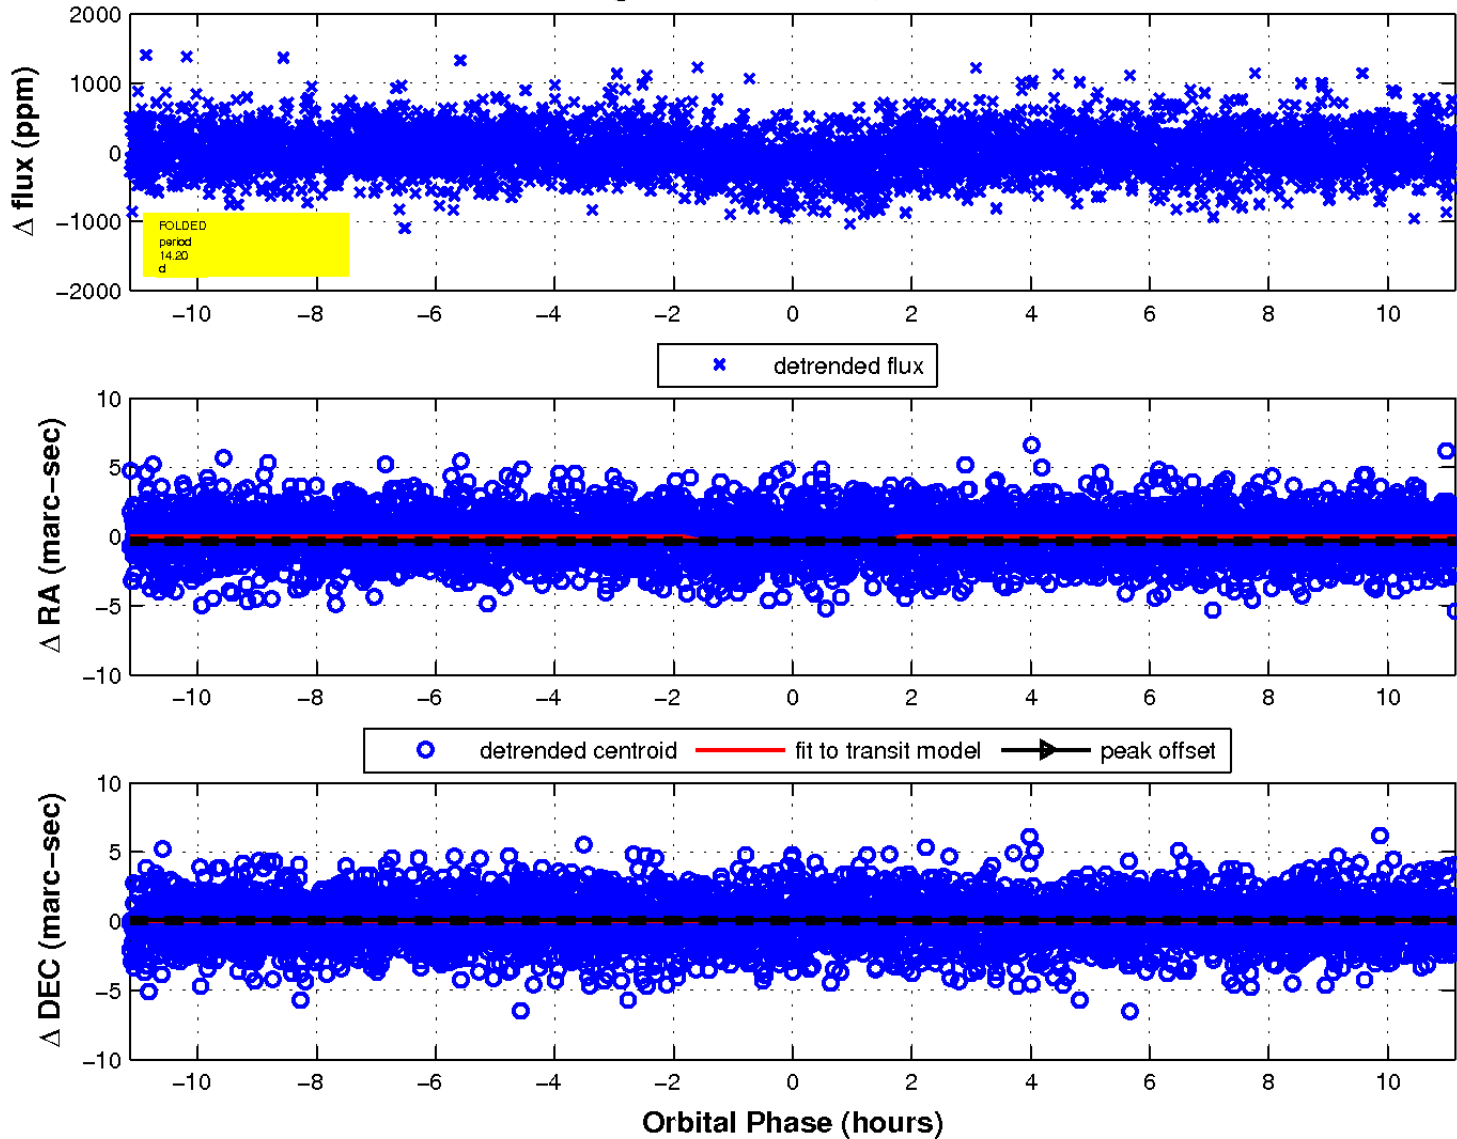 2000
1000
0
−1000
−2000
Δ flux (ppm)
FOLDED
period
14.20
d
−10 −8 −6 −4 −2 0 2 4 6 8 10
detrended flux
10
5
0
−5
−10
Δ RA (marc−sec)
−10 −8 −6 −4 −2 0 2 4 6 8 10
detrended centroid fit to transit model peak offset
10
5
0
−5
−10
Δ DEC (marc−sec)
−10 −8 −6 −4 −2 0 2 4 6 8 10
Orbital Phase (hours)